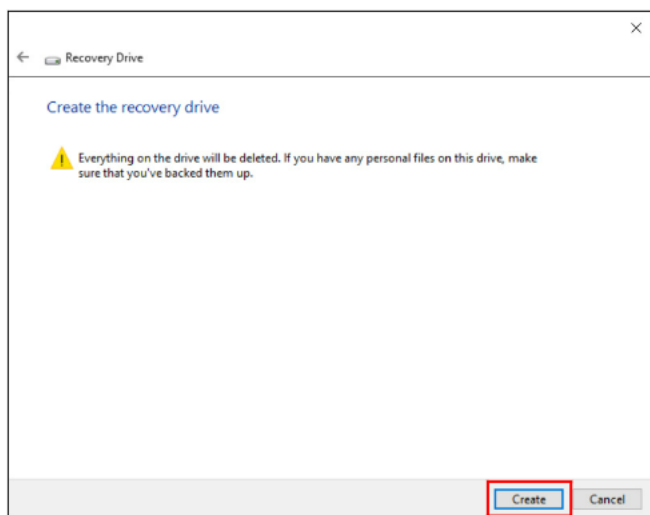 Recovery Drive
Create the recovery drive
Everything on the drive will be deleted. If you have any personal files on this drive, make
sure that you've backed them up.
Create
Cancel